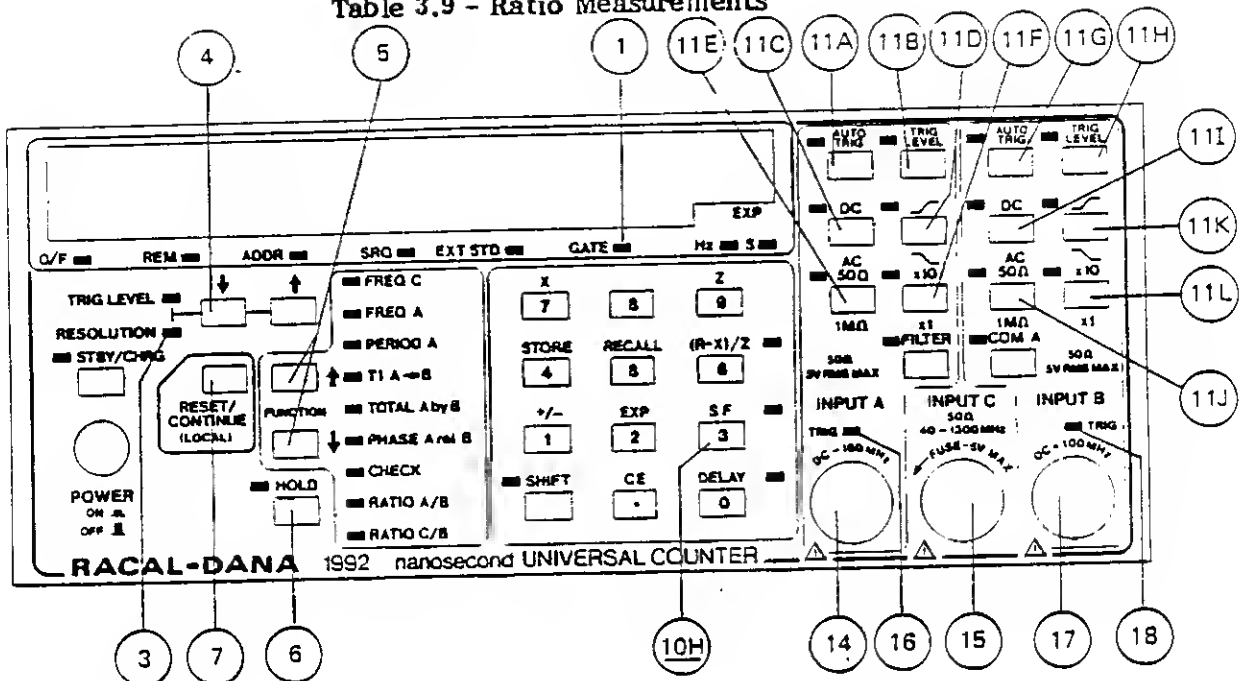 Table 3.9 - Ratio Measurements
4 5 1 11E 11C 11A 11B 11D 11F 11G 11H
AUTO TRIG TRIG LEVEL AUTO TRIG TRIG LEVEL
11I
DC DC
EXP
11K
O/F REM ADDR SRQ EXT STD GATE Hz S
AC 50Ω x10 AC 50Ω x10
11L
1MΩ x1 1MΩ x1
TRIG LEVEL
RESOLUTION
STBY/CHRG
RESET/
CONTINUE
(LOCAL)
POWER
ON
OFF
FUNCTION
HOLD
FREQ C
FREQ A
PERIOD A
T1 A→B
TOTAL A by B
PHASE A rel B
CHECK
RATIO A/B
RATIO C/B
X Z
7 8 9
STORE RECALL (R-X)/Z
4 5 6
+/- EXP SF
1 2 3
SHIFT CE DELAY
. 0
FILTER COM A
50Ω
5V RMS MAX
50Ω
5V RMS MAX
11J
INPUT A INPUT C INPUT B
50Ω
40 - 1300 MHz
TRIG TRIG
DC - 100 MHz FUSE-5V MAX DC - 100 MHz
RACAL-DANA 1992 nanosecond UNIVERSAL COUNTER
3 7 6 10H 14 16 15 17 18